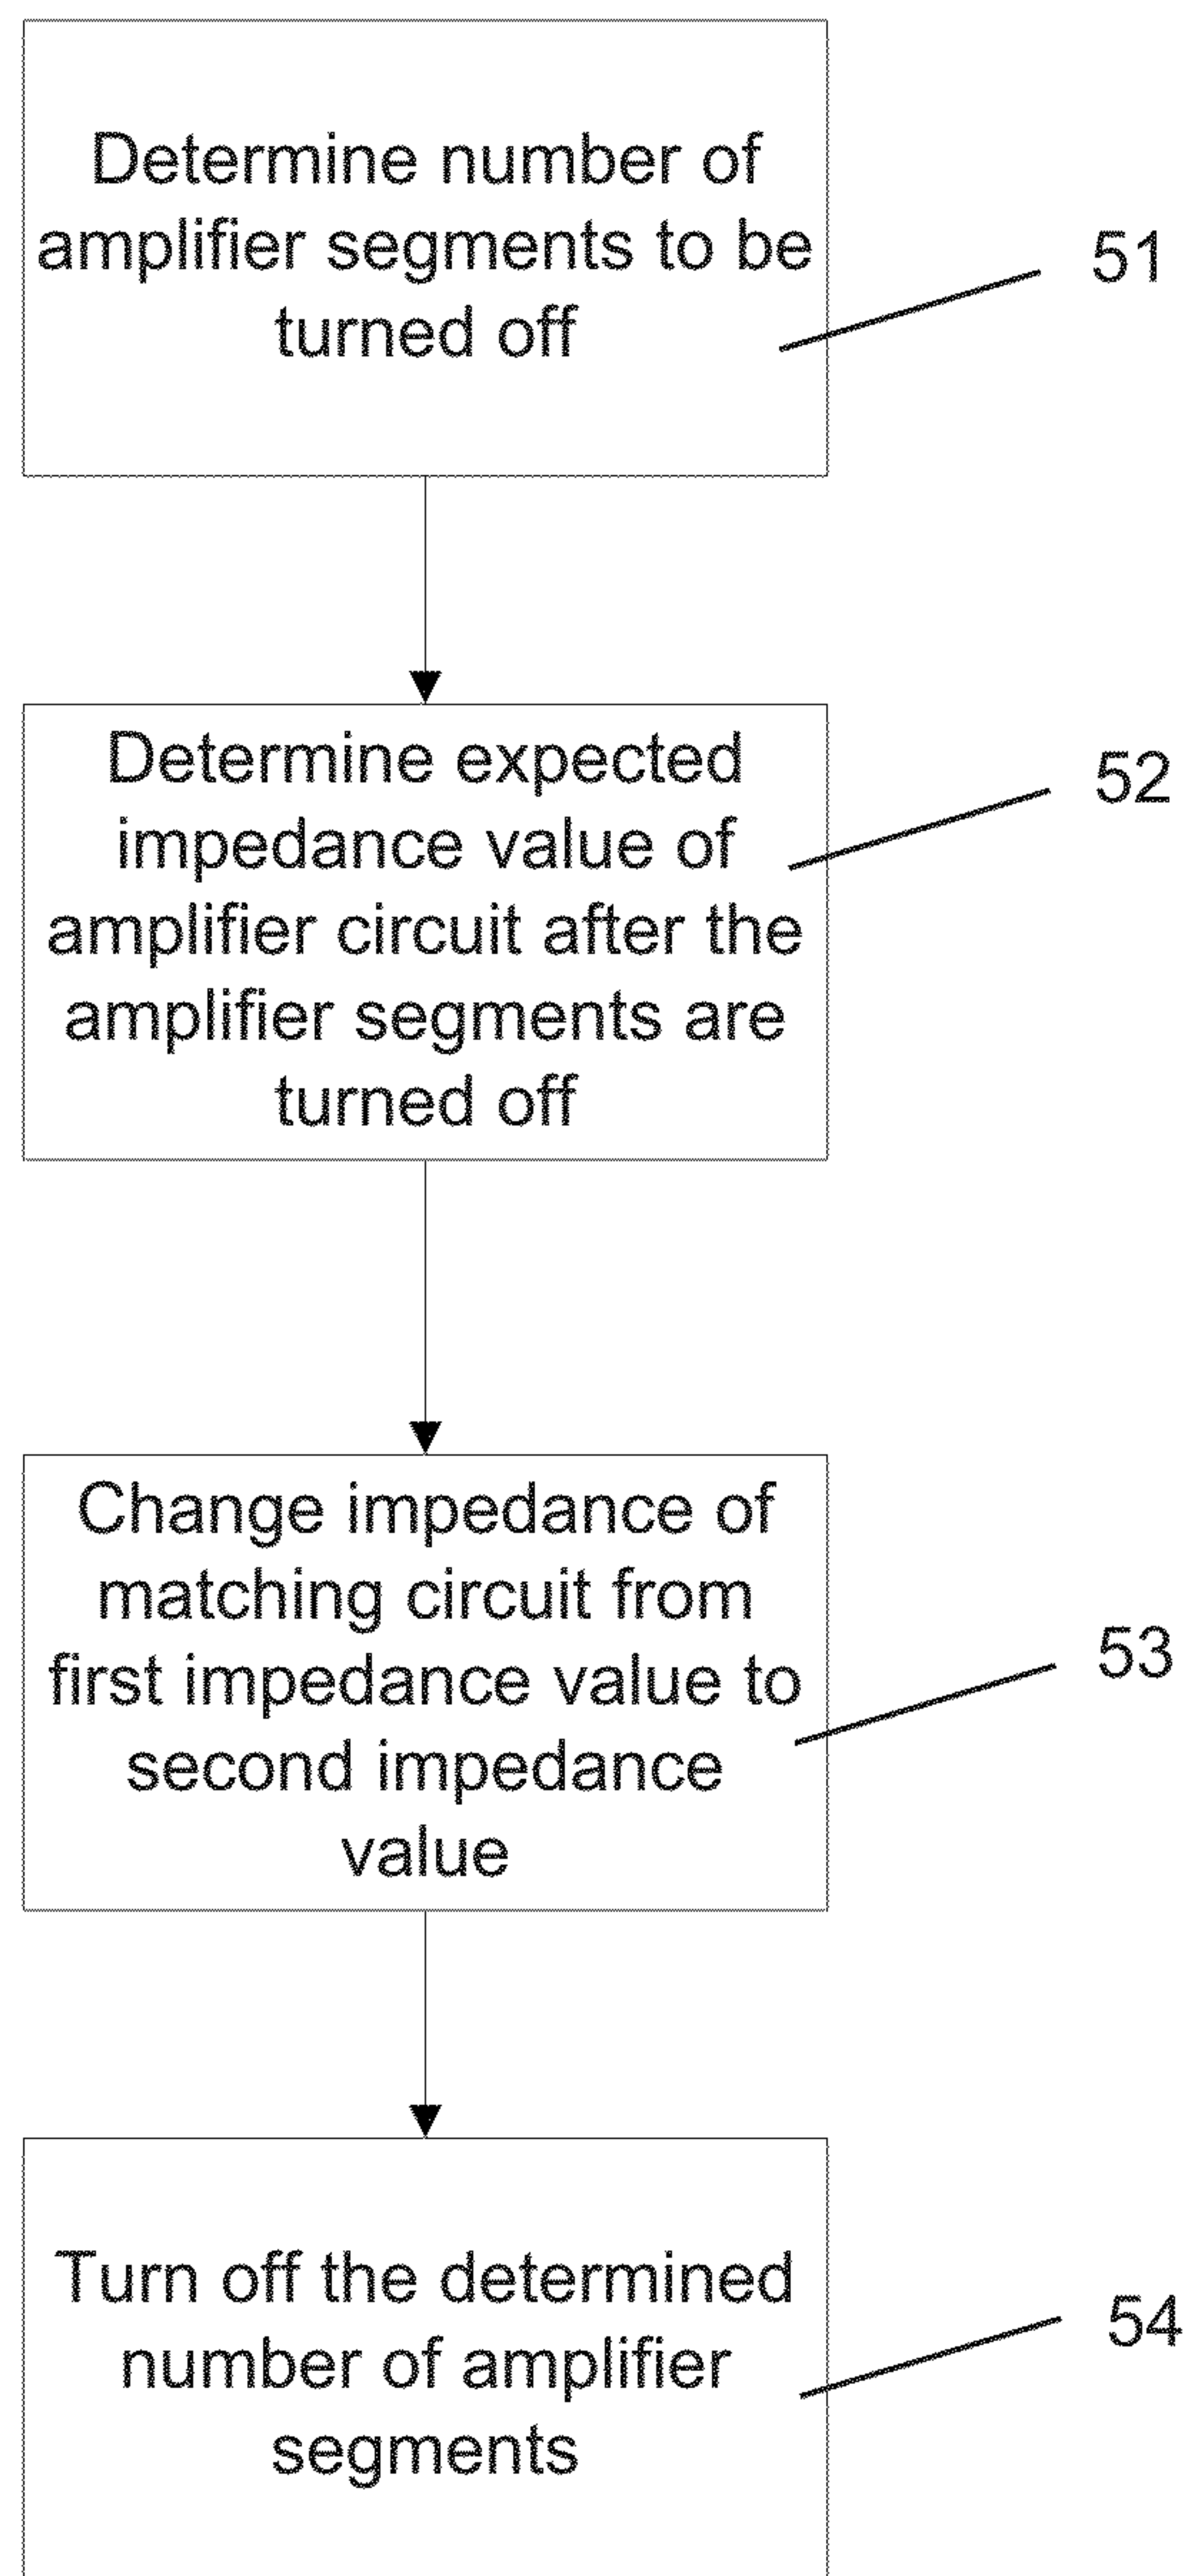 Determine number of
amplifier segments to be
turned off
51
Determine expected
impedance value of
amplifier circuit after the
amplifier segments are
turned off
52
Change impedance of
matching circuit from
first impedance value to
second impedance
value
53
Turn off the determined
number of amplifier
segments
54